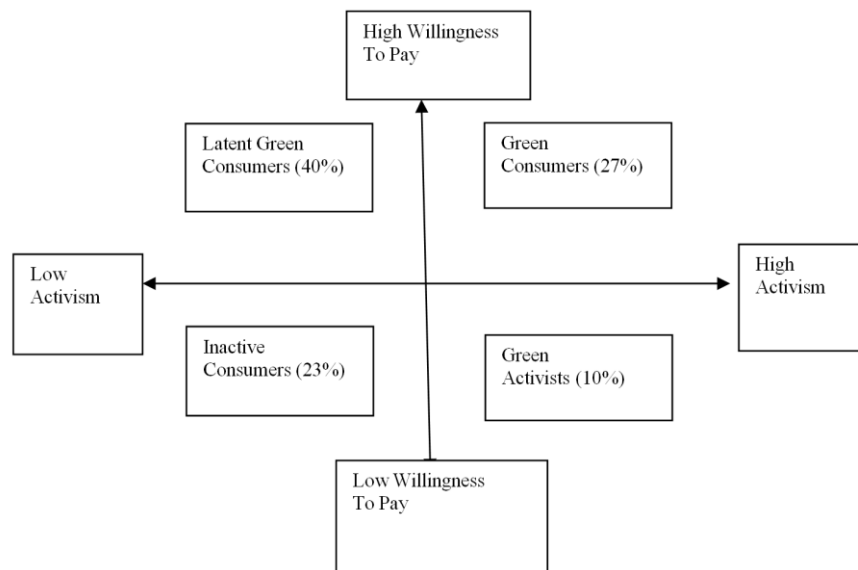 High Willingness
To Pay
Latent Green
Consumers (40%)
Green
Consumers (27%)
Low
Activism
High
Activism
Inactive
Consumers (23%)
Green
Activists (10%)
Low Willingness
To Pay